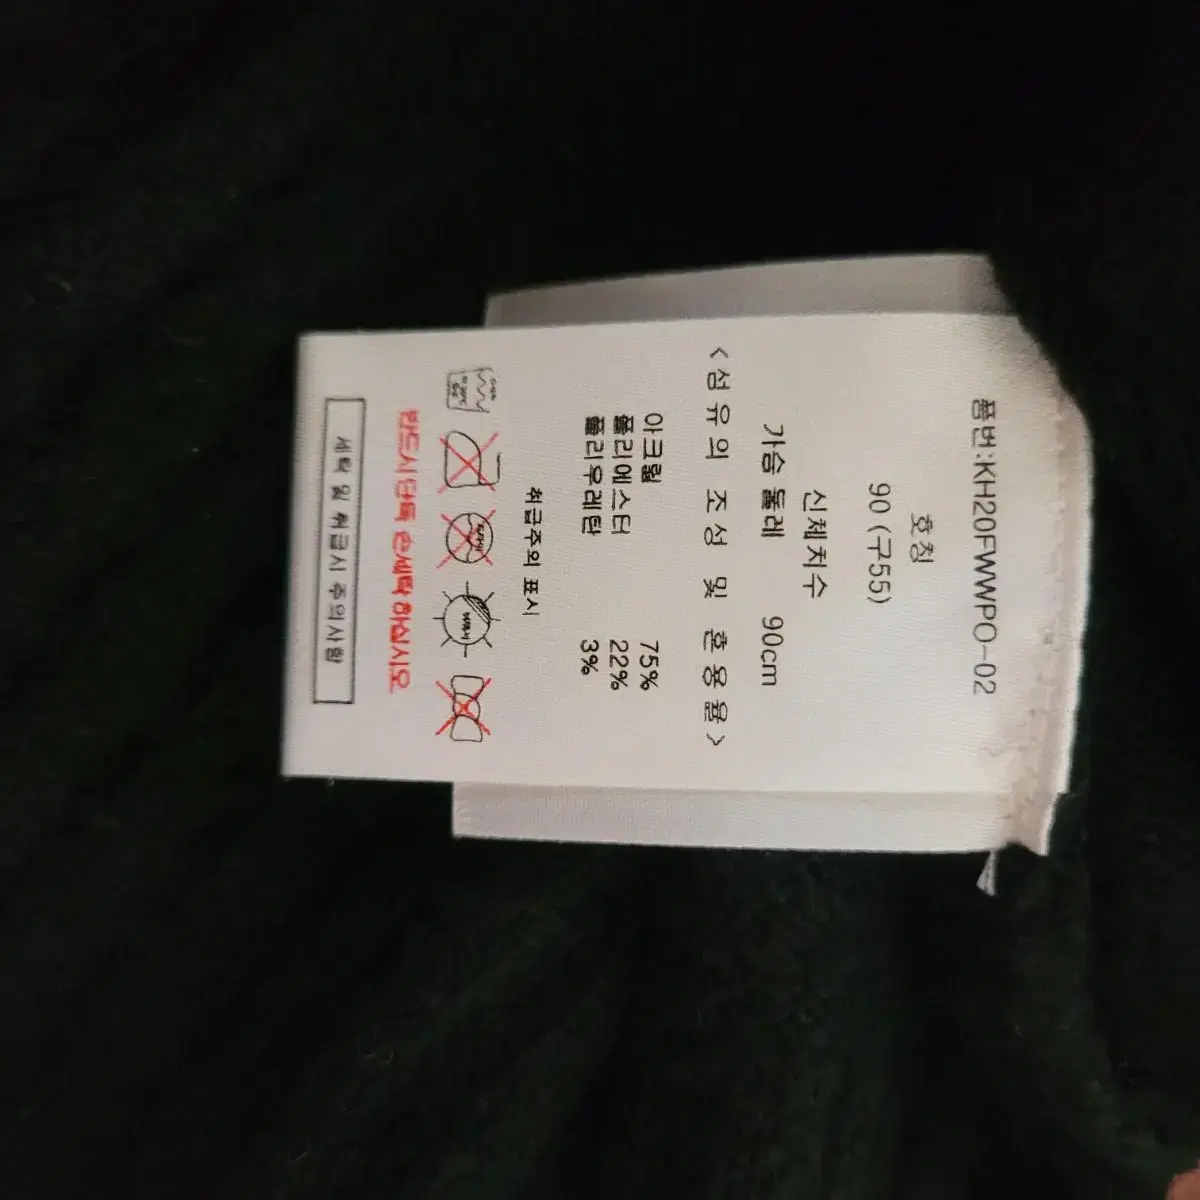 품번:KH20FWWPO-02
호칭
90 (구55)
신체치수
가슴 둘레 90cm
<섬유의 조성 및 혼용율>
아크릴 75%
폴리에스터 22%
폴리우레탄 3%
취급주의 표시
반드시 단독 손세탁 하십시오
세탁 및 취급시 주의사항